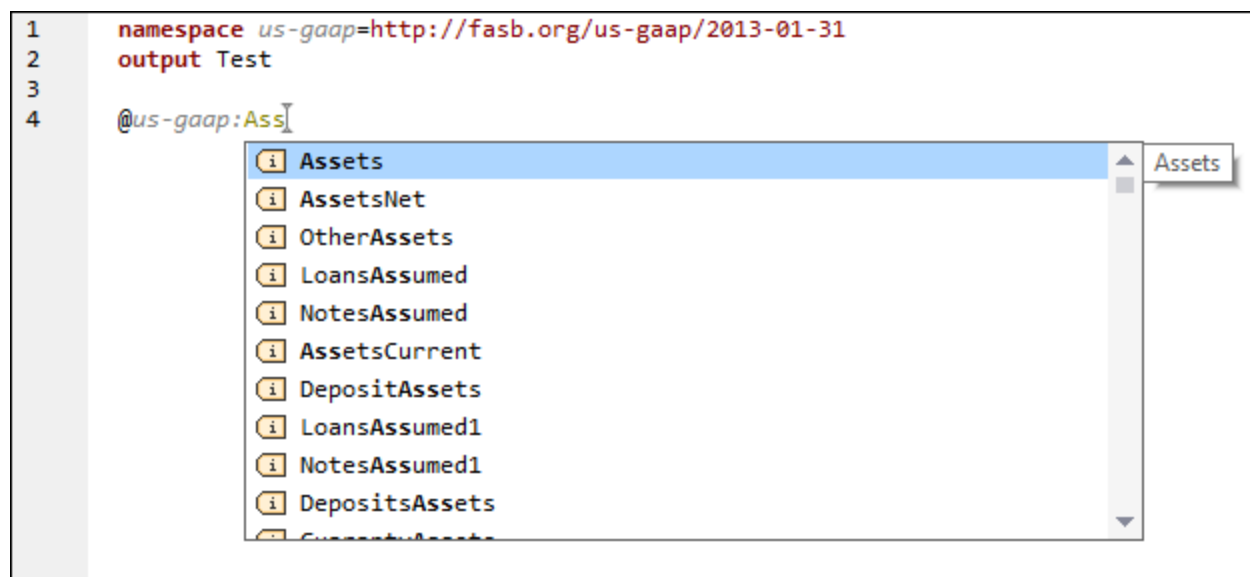 1 namespace us-gaap=http://fasb.org/us-gaap/2013-01-31
2 output Test
3
4 @us-gaap:Ass
Assets Assets
AssetsNet
OtherAssets
LoansAssumed
NotesAssumed
AssetsCurrent
DepositAssets
LoansAssumed1
NotesAssumed1
DepositsAssets